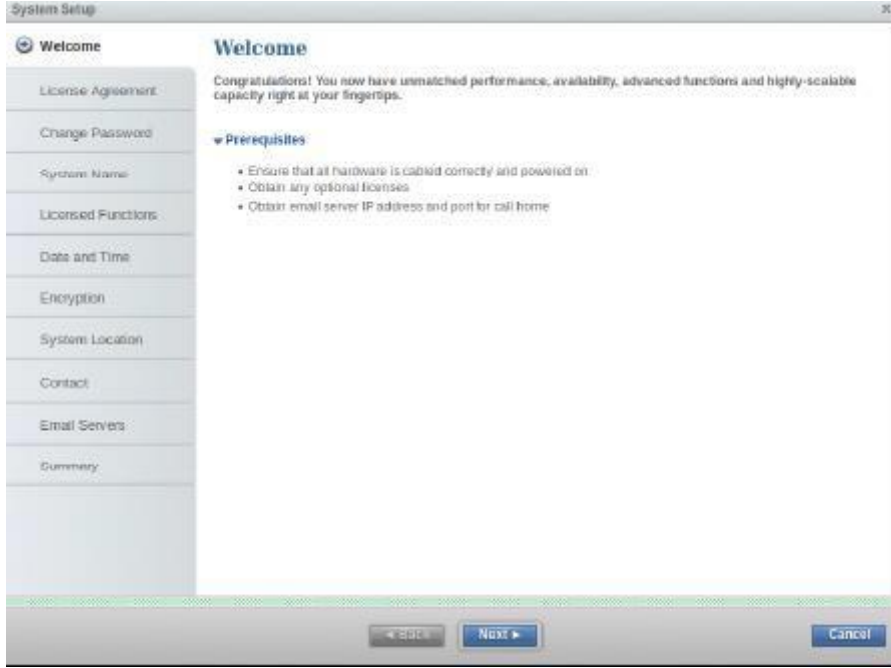 System Setup
Welcome
License Agreement
Change Password
System Name
Licensed Functions
Date and Time
Encryption
System Location
Contact
Email Servers
Summary
Welcome
Congratulations! You now have unmatched performance, availability, advanced functions and highly-scalable
capacity right at your fingertips.
Prerequisites
• Ensure that all hardware is cabled correctly and powered on
• Obtain any optional licenses
• Obtain email server IP address and port for call home
Back
Next
Cancel